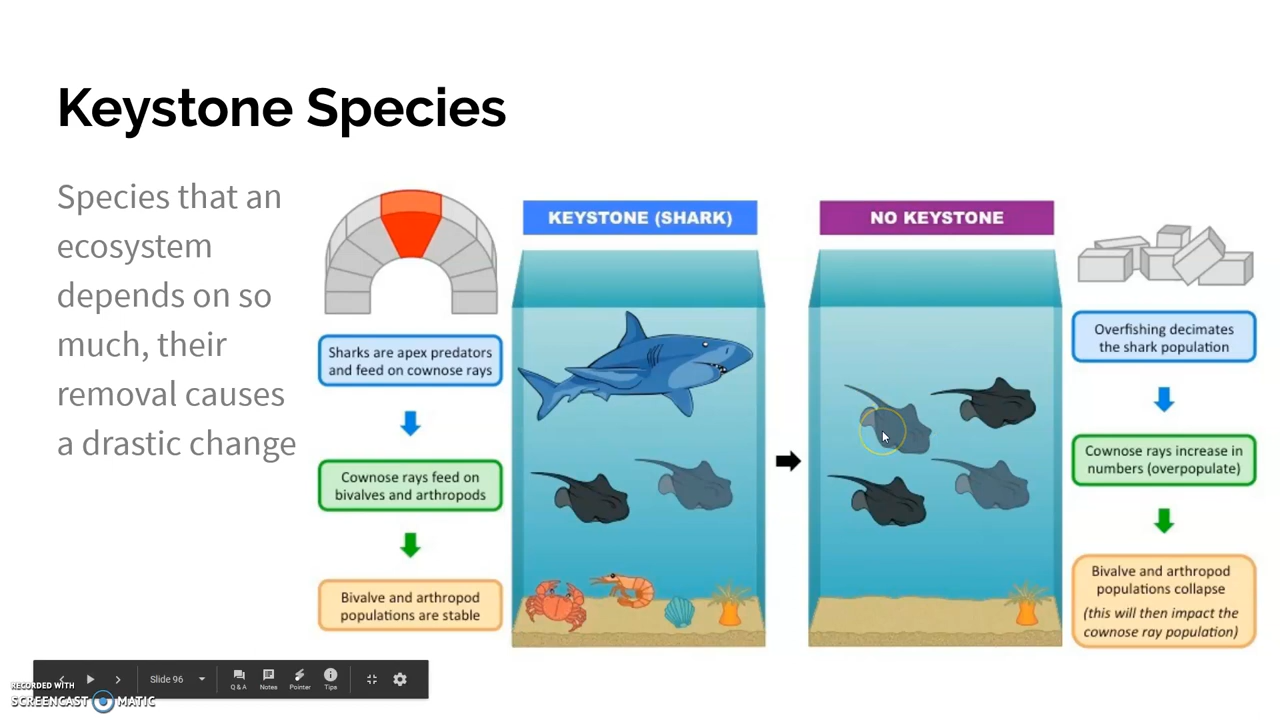 Keystone Species
Species that an
ecosystem
depends on so
much, their
removal causes
a drastic change
Sharks are apex predators
and feed on cownose rays
Cownose rays feed on
bivalves and arthropods
Bivalve and arthropod
populations are stable
KEYSTONE (SHARK)
NO KEYSTONE
Overfishing decimates
the shark population
Cownose rays increase in
numbers (overpopulate)
Bivalve and arthropod
populations collapse
(this will then impact the
cownose ray population)
Slide 96
Q & A
Notes
Pointer
Tips
RECORDED WITH
SCREENCAST MATIC